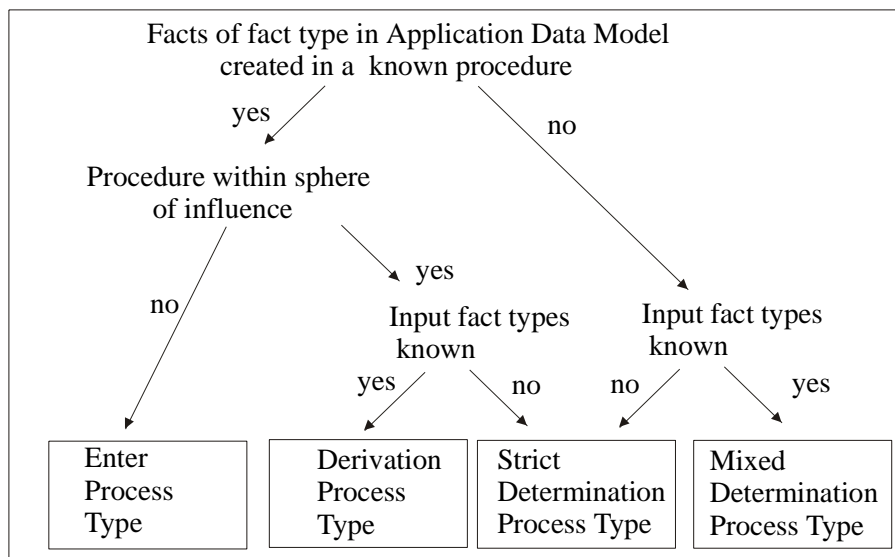 Facts of fact type in Application Data Model
created in a known procedure
yes
no
Procedure within sphere
of influence
no
yes
Input fact types
known
Input fact types
known
yes
no
no
yes
Enter
Process
Type
Derivation
Process
Type
Strict
Determination
Process Type
Mixed
Determination
Process Type